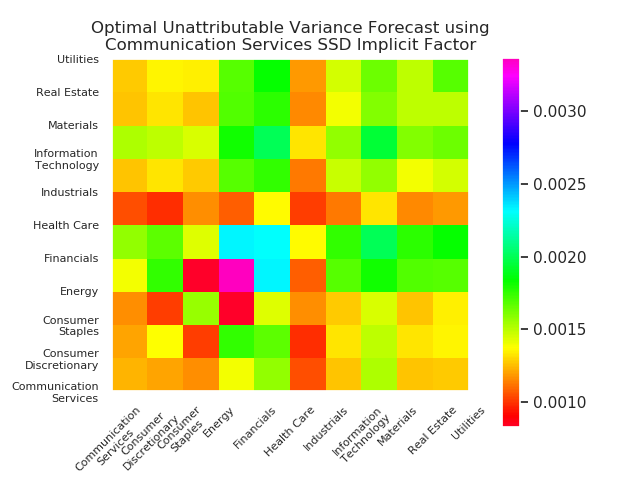 Optimal Unattributable Variance Forecast using
Communication Services SSD Implicit Factor
Utilities
Real Estate
Materials
Information
Technology
Industrials
Health Care
Financials
Energy
Consumer
Staples
Consumer
Discretionary
Communication
Services
0.0030
0.0025
0.0020
0.0015
0.0010
Communication
Services
Consumer
Discretionary
Consumer
Staples
Energy
Financials
Health Care
Industrials
Information
Technology
Materials
Real Estate
Utilities